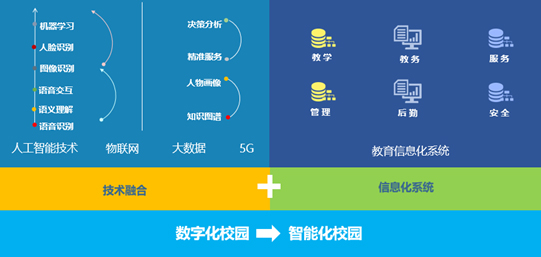 机器学习
人脸识别
图像识别
语音交互
语义理解
语音识别
决策分析
精准服务
人物画像
知识图谱
人工智能技术 物联网 大数据 5G
教学 教务 服务
管理 后勤 安全
教育信息化系统
技术融合 + 信息化系统
数字化校园 智能化校园